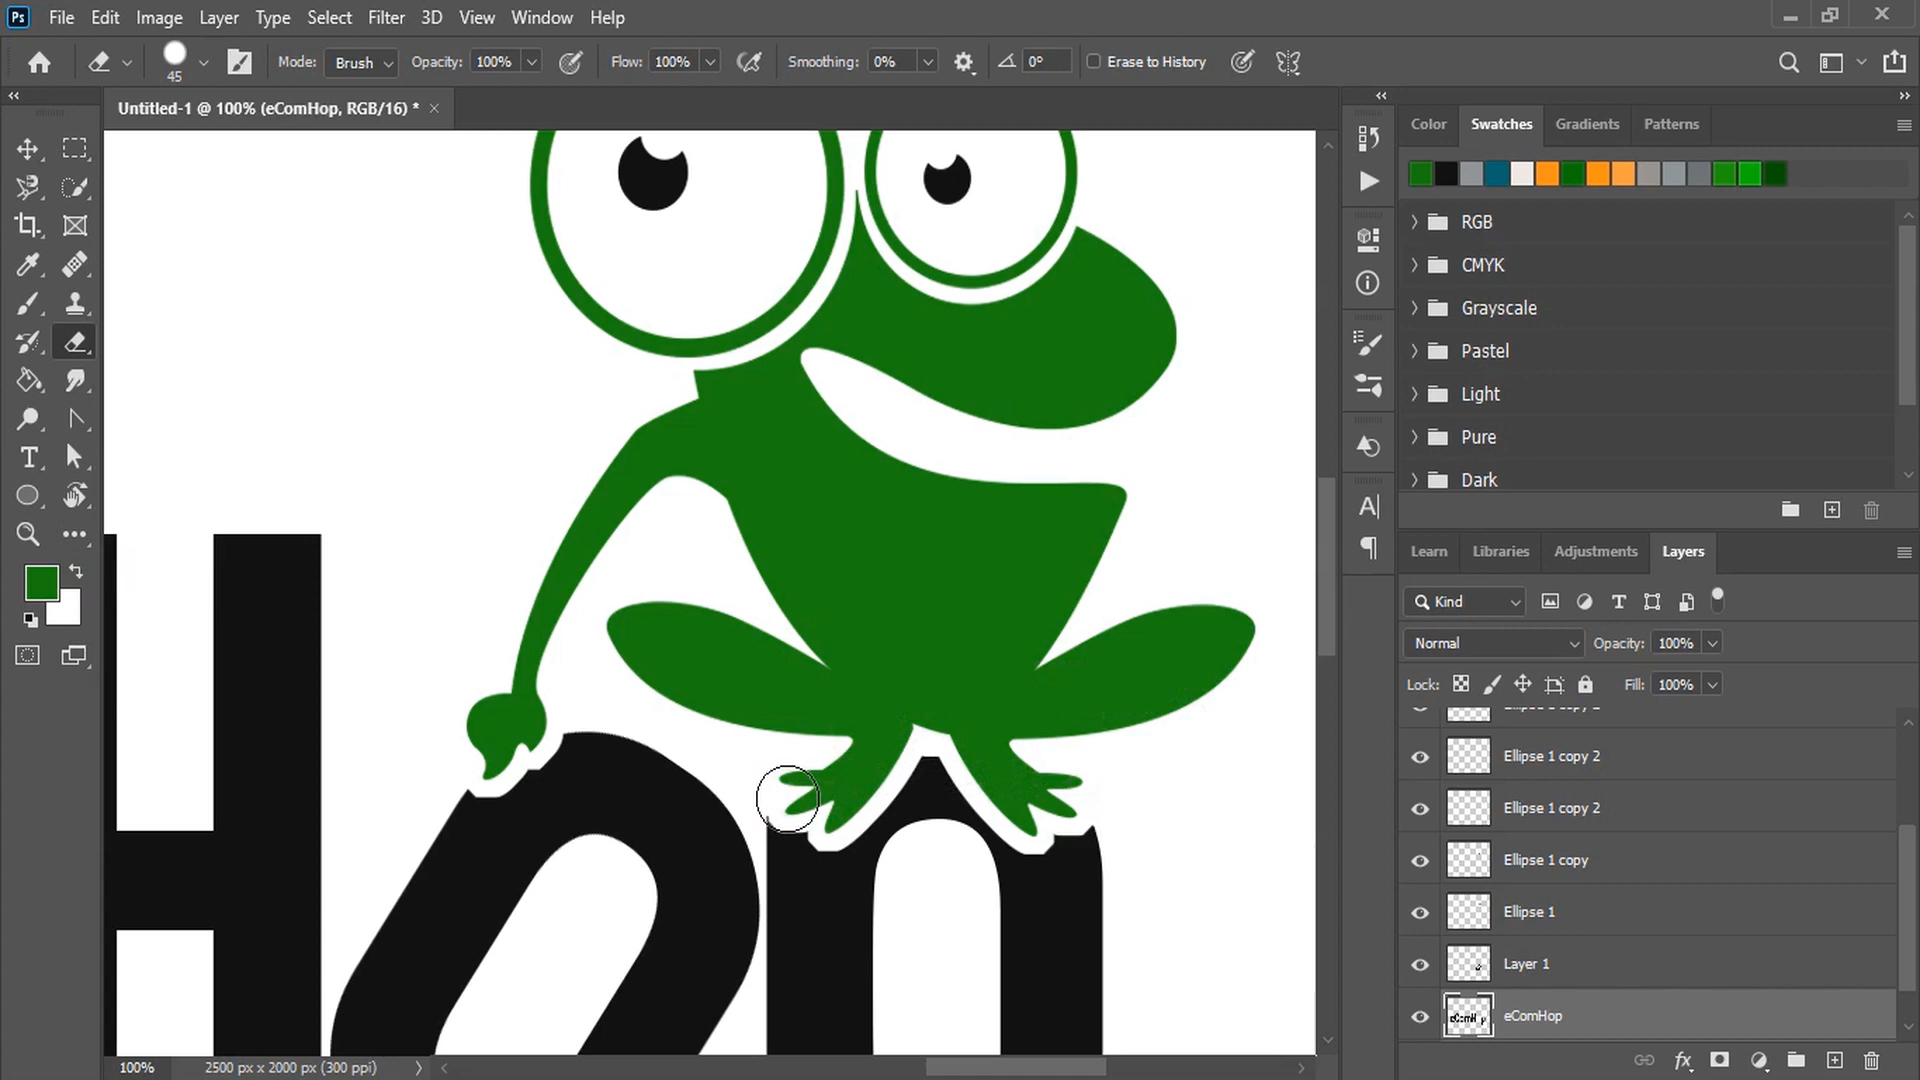 Ps File Edit Image Layer Type Select Filter 3D View Window Help
45 Mode: Brush Opacity: 100% Flow: 100% Smoothing: 0% 0° Erase to History
Untitled-1 @ 100% (eComHop, RGB/16) *
Color Swatches Gradients Patterns
RGB
CMYK
Grayscale
Pastel
Light
Pure
Dark
Learn Libraries Adjustments Layers
Kind
Normal Opacity: 100%
Lock: Fill: 100%
Ellipse 1 copy 2
Ellipse 1 copy 2
Ellipse 1 copy
Ellipse 1
Layer 1
eComHop
100% 2500 px x 2000 px (300 ppi)